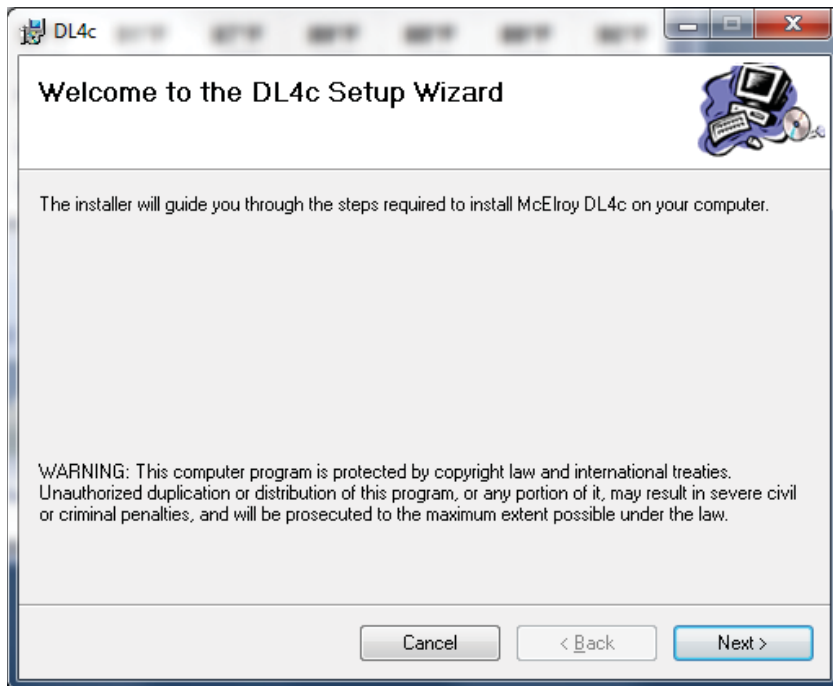 DL4c
Welcome to the DL4c Setup Wizard
The installer will guide you through the steps required to install McElroy DL4c on your computer.
WARNING: This computer program is protected by copyright law and international treaties.
Unauthorized duplication or distribution of this program, or any portion of it, may result in severe civil
or criminal penalties, and will be prosecuted to the maximum extent possible under the law.
Cancel
< Back
Next >